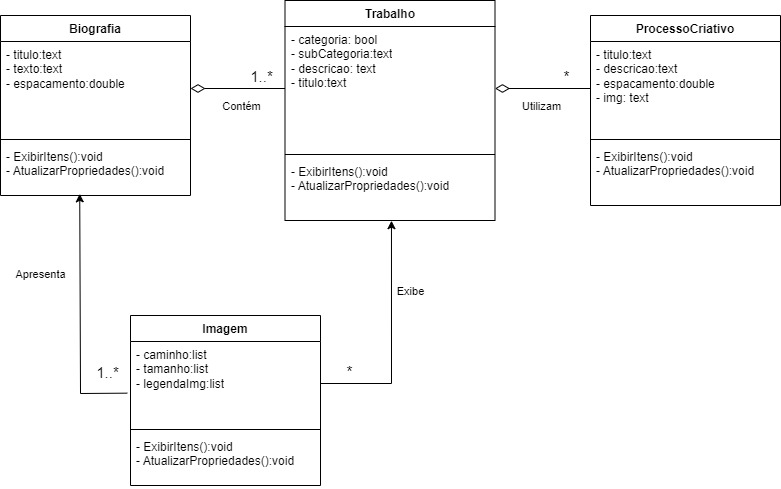 Biografia
- titulo:text
- texto:text
- espacamento:double
- ExibirItens():void
- AtualizarPropriedades():void
1..*
Contém
Trabalho
- categoria: bool
- subCategoria:text
- descricao: text
- titulo:text
- ExibirItens():void
- AtualizarPropriedades():void
*
Utilizam
ProcessoCriativo
- titulo:text
- descricao:text
- espacamento:double
- img: text
- ExibirItens():void
- AtualizarPropriedades():void
Apresenta
1..*
Exibe
*
Imagem
- caminho:list
- tamanho:list
- legendaImg:list
- ExibirItens():void
- AtualizarPropriedades():void